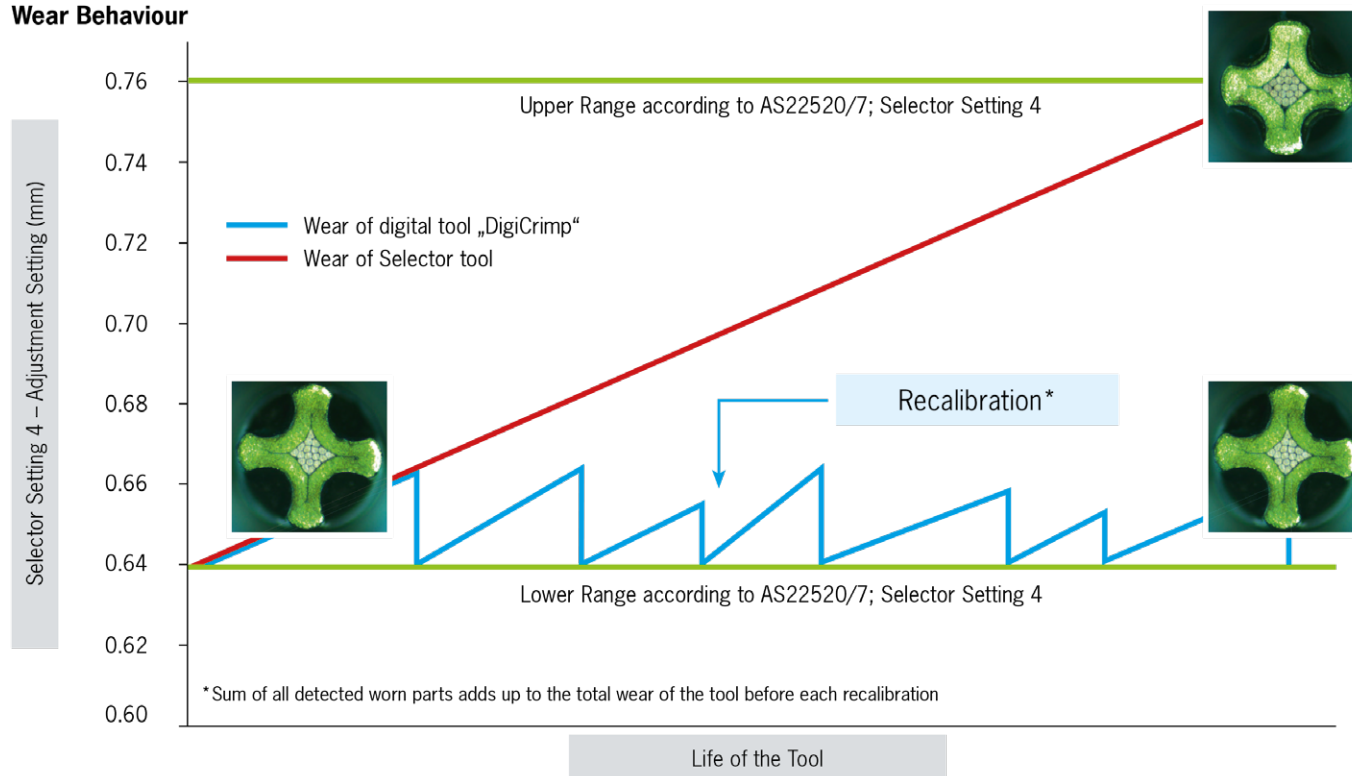 Wear Behaviour
0.76
Upper Range according to AS22520/7; Selector Setting 4
0.74
Wear of digital tool „DigiCrimp“
0.72
Wear of Selector tool
Selector Setting 4 – Adjustment Setting (mm)
0.70
0.68
Recalibration*
0.66
0.64
Lower Range according to AS22520/7; Selector Setting 4
0.62
*Sum of all detected worn parts adds up to the total wear of the tool before each recalibration
0.60
Life of the Tool